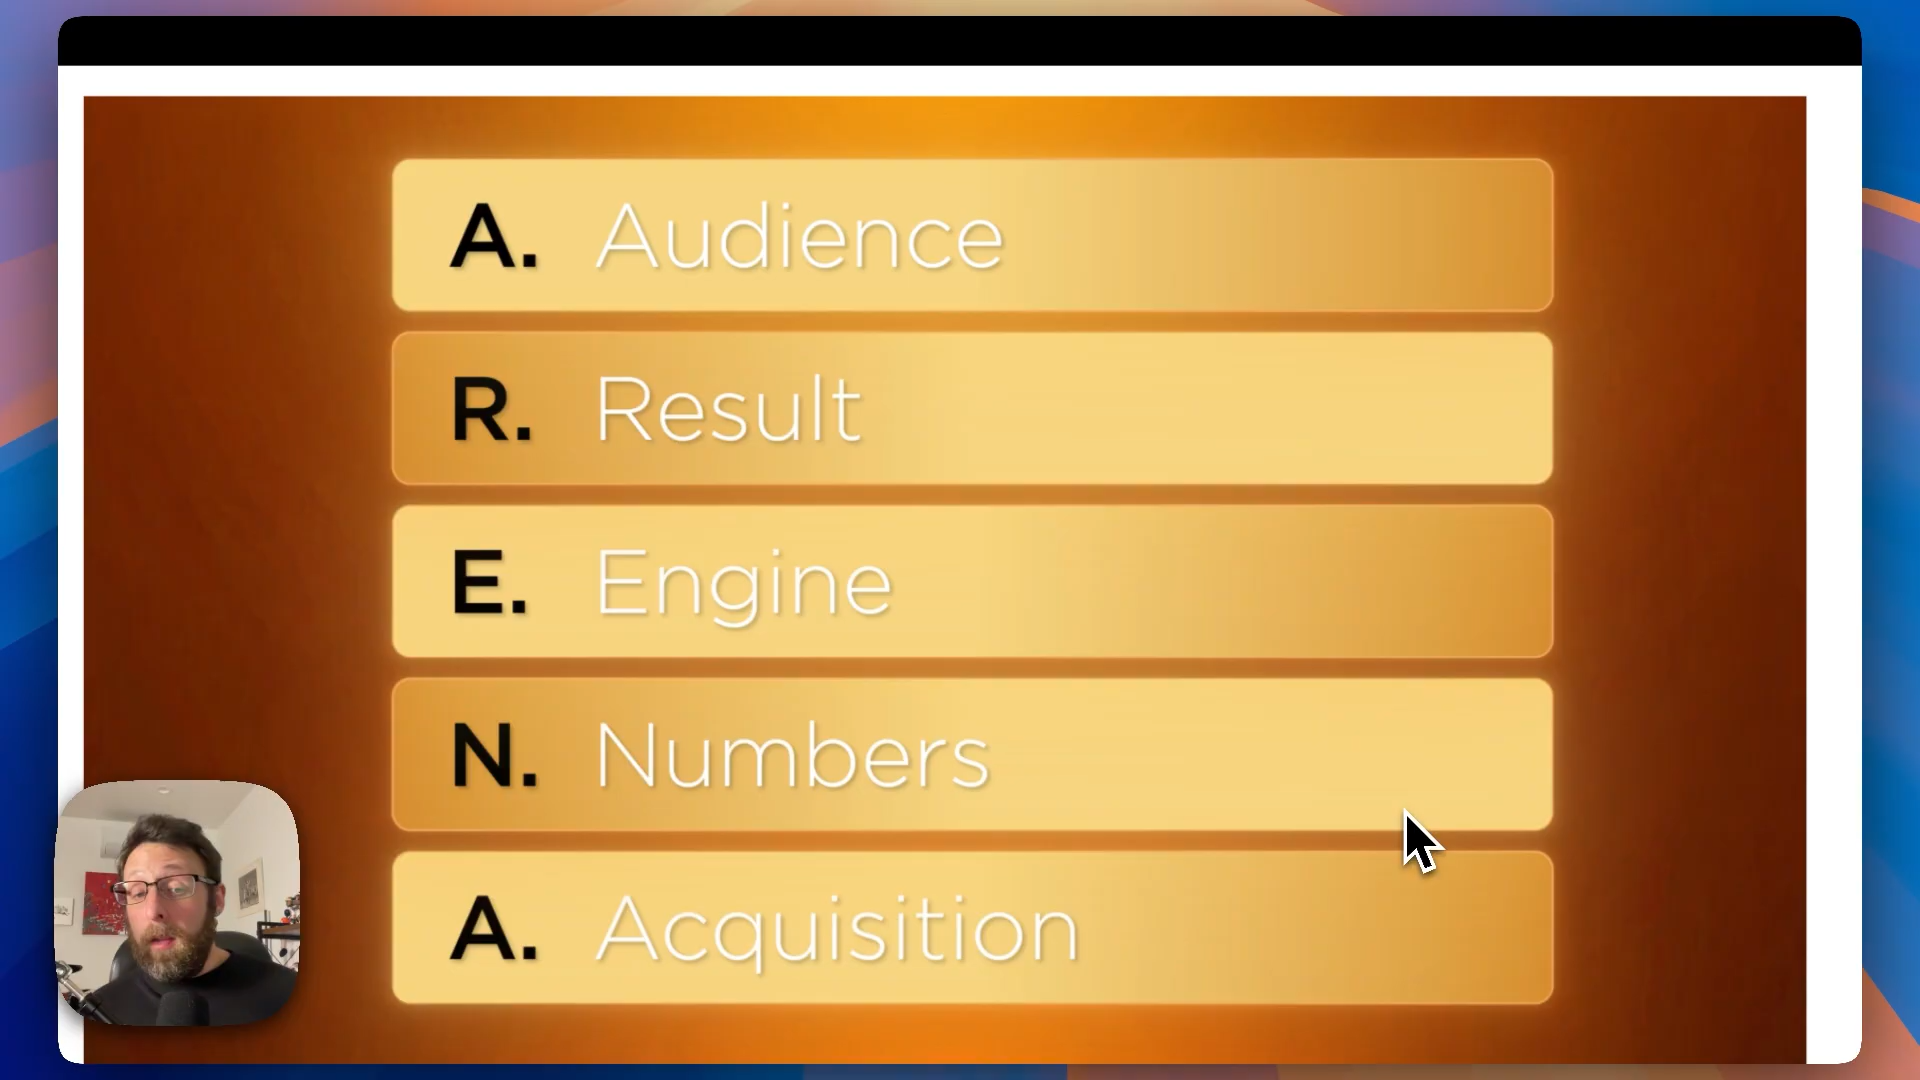 A. Audience
R. Result
E. Engine
N. Numbers
A. Acquisition